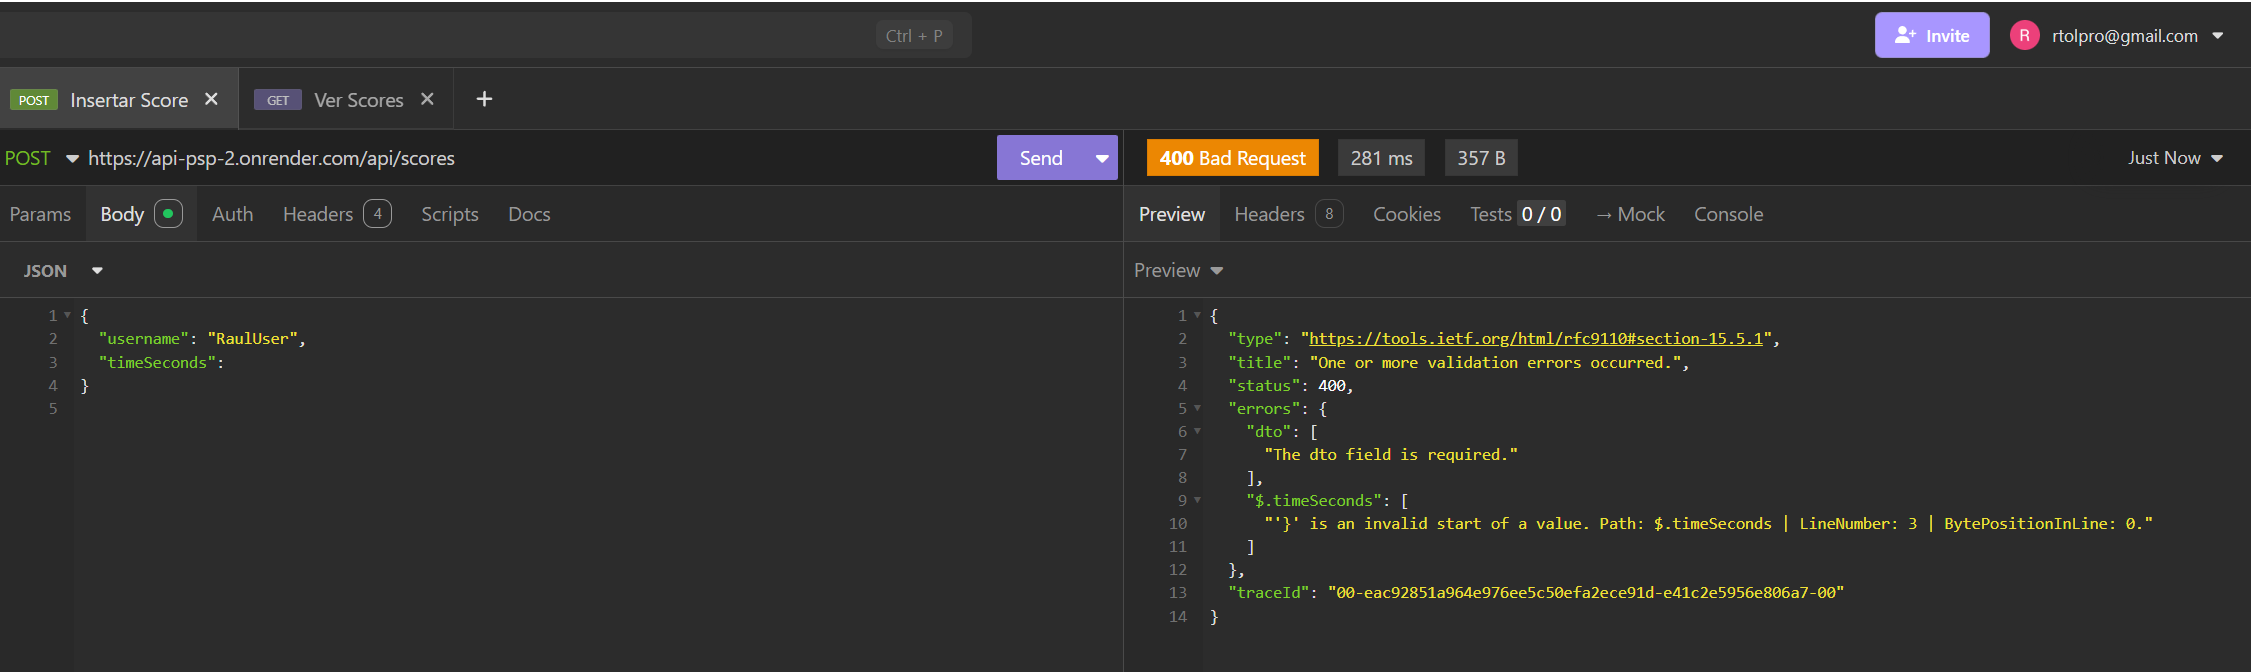 Ctrl + P
Invite
R
rtolpro@gmail.com
POST Insertar Score
GET Ver Scores
+
POST https://api-psp-2.onrender.com/api/scores
Send
400 Bad Request
281 ms
357 B
Just Now
Params
Body
Auth
Headers 4
Scripts
Docs
Preview
Headers 8
Cookies
Tests 0 / 0
→ Mock
Console
JSON
Preview
1 {
2 "username": "RaulUser",
3 "timeSeconds":
4 }
5
1 {
2 "type": "https://tools.ietf.org/html/rfc9110#section-15.5.1",
3 "title": "One or more validation errors occurred.",
4 "status": 400,
5 "errors": {
6 "dto": [
7 "The dto field is required."
8 ],
9 "$.timeSeconds": [
10 "'}' is an invalid start of a value. Path: $.timeSeconds | LineNumber: 3 | BytePositionInLine: 0."
11 ]
12 },
13 "traceId": "00-eac92851a964e976ee5c50efa2ece91d-e41c2e5956e806a7-00"
14 }